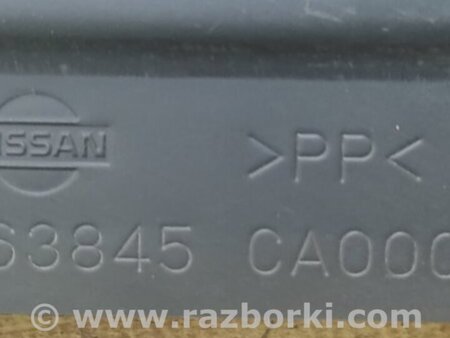 NISSAN >PP<
63845 CA000
© www.razborki.com